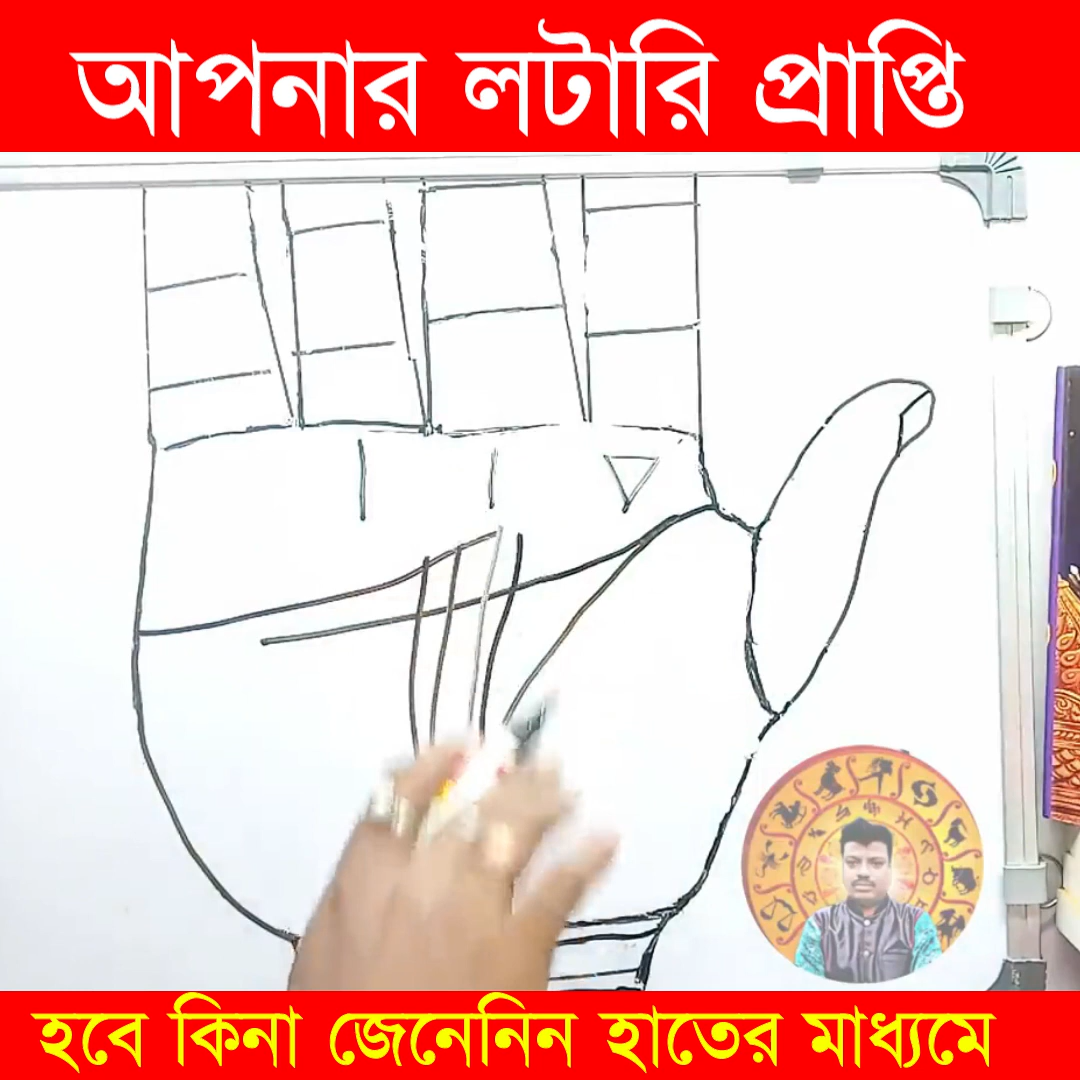 আপনার লটারি প্রাপ্তি
হবে কিনা জেনেনিন হাতের মাধ্যমে